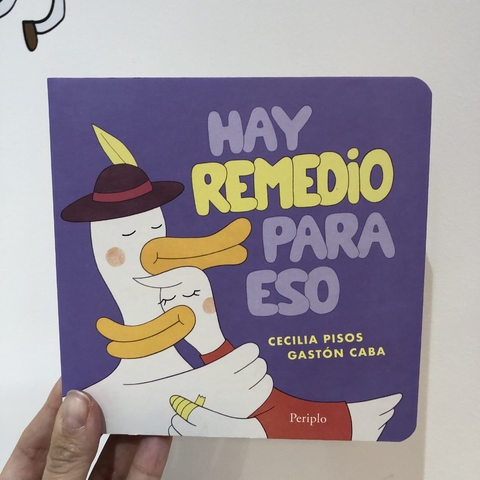 HAY
REMEDIO
PARA
ESO
CECILIA PISOS
GASTÓN CABA
Periplo